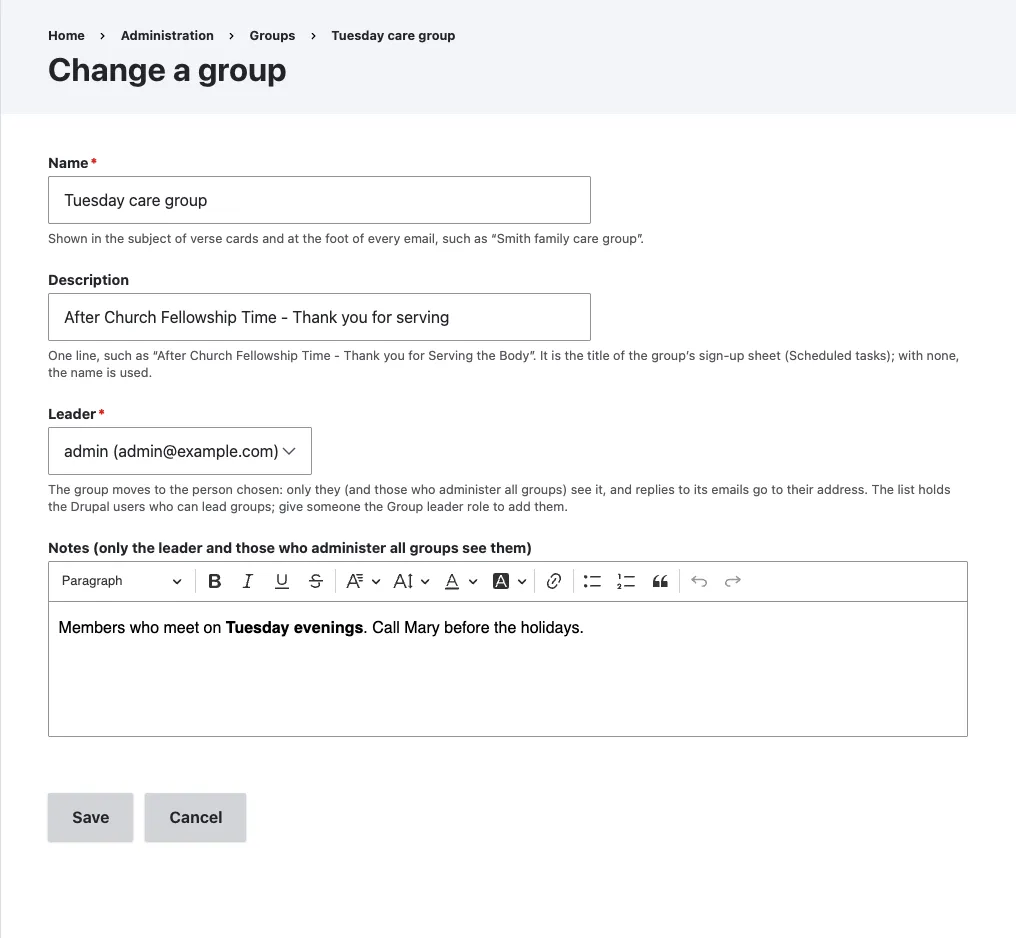 Home › Administration › Groups › Tuesday care group
Change a group
Name*
Tuesday care group
Shown in the subject of verse cards and at the foot of every email, such as “Smith family care group”.
Description
After Church Fellowship Time - Thank you for serving
One line, such as “After Church Fellowship Time - Thank you for Serving the Body”. It is the title of the group’s sign-up sheet (Scheduled tasks); with none,
the name is used.
Leader*
admin (admin@example.com)
The group moves to the person chosen: only they (and those who administer all groups) see it, and replies to its emails go to their address. The list holds
the Drupal users who can lead groups; give someone the Group leader role to add them.
Notes (only the leader and those who administer all groups see them)
Paragraph
Members who meet on Tuesday evenings. Call Mary before the holidays.
Save Cancel